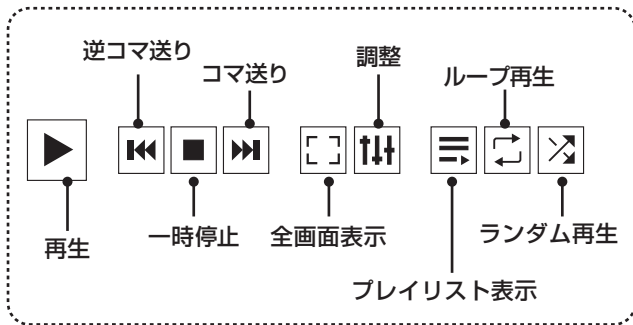 逆コマ送り
コマ送り
調整
ループ再生
再生
一時停止
全画面表示
ランダム再生
プレイリスト表示